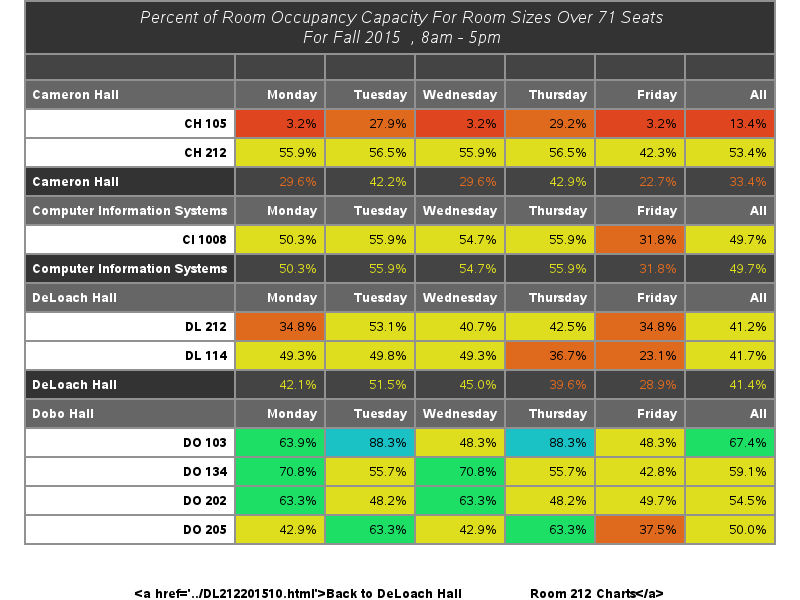 Percent of Room Occupancy Capacity For Room Sizes Over 71 Seats
For Fall 2015 , 8am - 5pm
Cameron Hall Monday Tuesday Wednesday Thursday Friday All
CH 105 3.2% 27.9% 3.2% 29.2% 3.2% 13.4%
CH 212 55.9% 56.5% 55.9% 56.5% 42.3% 53.4%
Cameron Hall 29.6% 42.2% 29.6% 42.9% 22.7% 33.4%
Computer Information Systems Monday Tuesday Wednesday Thursday Friday All
CI 1008 50.3% 55.9% 54.7% 55.9% 31.8% 49.7%
Computer Information Systems 50.3% 55.9% 54.7% 55.9% 31.8% 49.7%
DeLoach Hall Monday Tuesday Wednesday Thursday Friday All
DL 212 34.8% 53.1% 40.7% 42.5% 34.8% 41.2%
DL 114 49.3% 49.8% 49.3% 36.7% 23.1% 41.7%
DeLoach Hall 42.1% 51.5% 45.0% 39.6% 28.9% 41.4%
Dobo Hall Monday Tuesday Wednesday Thursday Friday All
DO 103 63.9% 88.3% 48.3% 88.3% 48.3% 67.4%
DO 134 70.8% 55.7% 70.8% 55.7% 42.8% 59.1%
DO 202 63.3% 48.2% 63.3% 48.2% 49.7% 54.5%
DO 205 42.9% 63.3% 42.9% 63.3% 37.5% 50.0%
<a href='../DL212201510.html'>Back to DeLoach Hall Room 212 Charts</a>